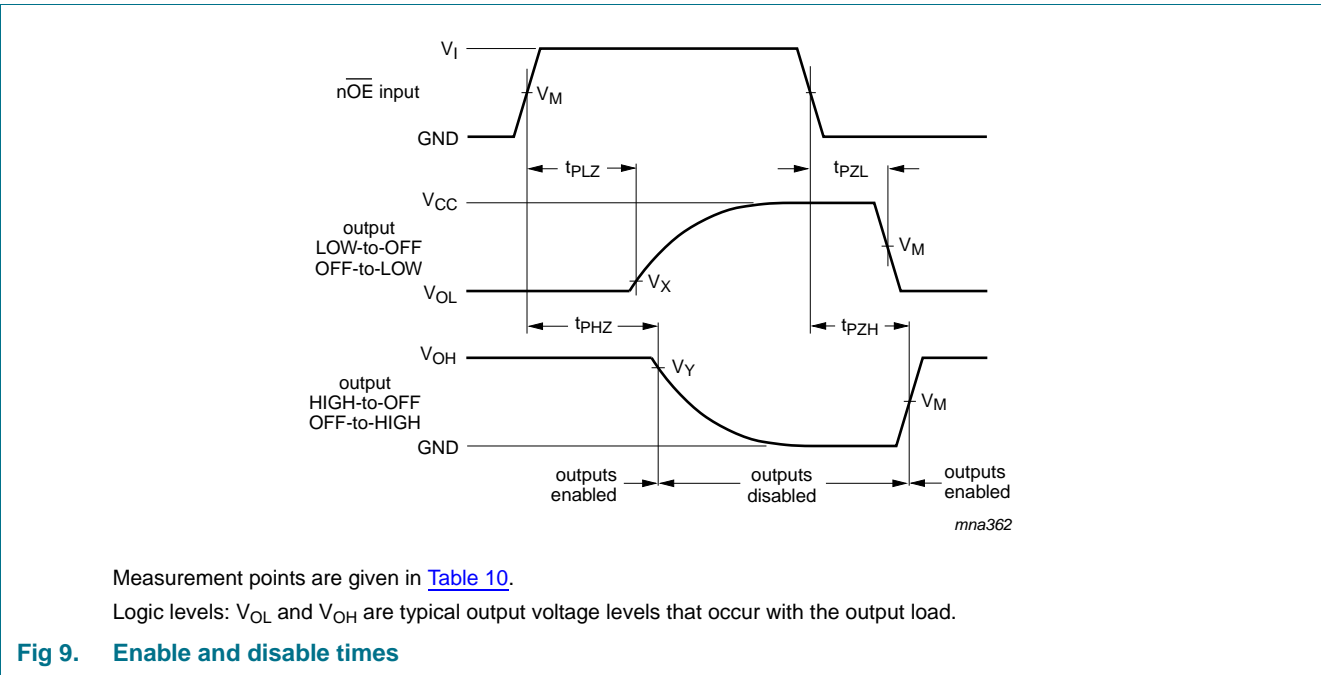 V_I
nO̅E̅ input
V_M
GND
t_PLZ
t_PZL
V_CC
output
LOW-to-OFF
OFF-to-LOW
V_M
V_X
V_OL
t_PHZ
t_PZH
V_OH
V_Y
output
HIGH-to-OFF
OFF-to-HIGH
V_M
GND
outputs
enabled
outputs
disabled
outputs
enabled
mna362
Measurement points are given in Table 10.
Logic levels: V_OL and V_OH are typical output voltage levels that occur with the output load.
Fig 9. Enable and disable times